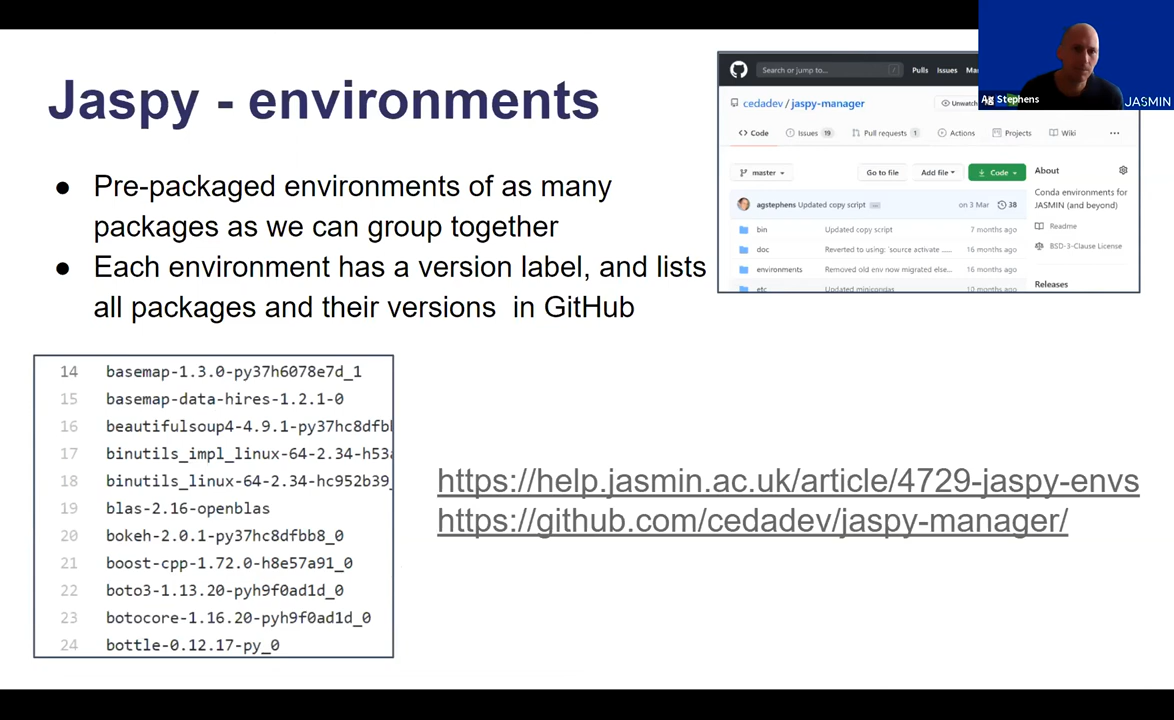 Jaspy - environments
● Pre-packaged environments of as many
packages as we can group together
● Each environment has a version label, and lists
all packages and their versions in GitHub
Search or jump to... /
Pulls Issues
cedadev / jaspy-manager
Unwatch
Ag Stephens
JASMIN
Code Issues 19 Pull requests 1 Actions Projects Wiki ...
master Go to file Add file Code
About
agstephens Updated copy script ... on 3 Mar 38
Conda environments for
JASMIN (and beyond)
bin Updated copy script 7 months ago
Readme
doc Reverted to using: `source activate ... 16 months ago
BSD-3-Clause License
environments Removed old env now migrated else... 16 months ago
etc Updated minicondas 10 months ago
Releases
14 basemap-1.3.0-py37h6078e7d_1
15 basemap-data-hires-1.2.1-0
16 beautifulsoup4-4.9.1-py37hc8dfb
17 binutils_impl_linux-64-2.34-h53
18 binutils_linux-64-2.34-hc952b39_
19 blas-2.16-openblas
20 bokeh-2.0.1-py37hc8dfbb8_0
21 boost-cpp-1.72.0-h8e57a91_0
22 boto3-1.13.20-pyh9f0ad1d_0
23 botocore-1.16.20-pyh9f0ad1d_0
24 bottle-0.12.17-py_0
https://help.jasmin.ac.uk/article/4729-jaspy-envs
https://github.com/cedadev/jaspy-manager/